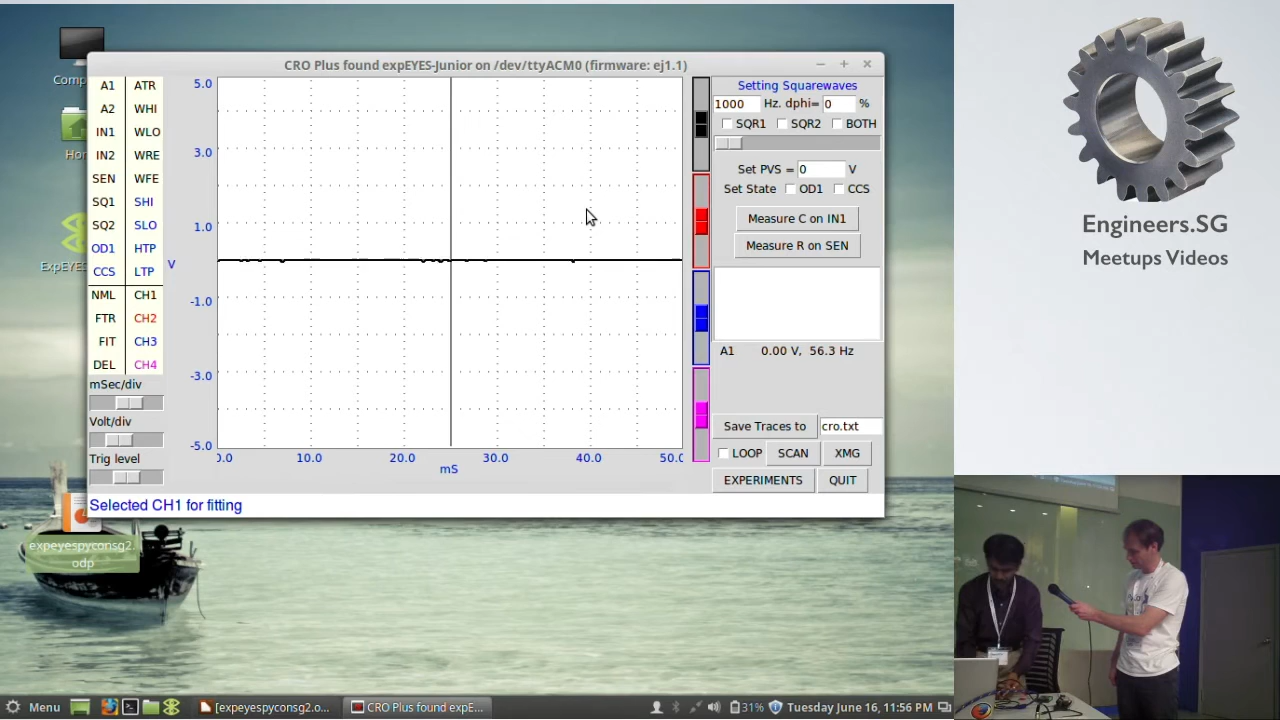 Comp
Hor
ExpEYES
expeyespyconsg2.
odp
CRO Plus found expEYES-Junior on /dev/ttyACM0 (firmware: ej1.1)
A1 ATR
A2 WHI
IN1 WLO
IN2 WRE
SEN WFE
SQ1 SHI
SQ2 SLO
OD1 HTP
CCS LTP
NML CH1
FTR CH2
FIT CH3
DEL CH4
mSec/div
Volt/div
Trig level
5.0
3.0
1.0
V
-1.0
-3.0
-5.0
0.0 10.0 20.0 30.0 40.0 50.0
mS
Setting Squarewaves
1000 Hz. dphi= 0 %
SQR1 SQR2 BOTH
Set PVS = 0 V
Set State OD1 CCS
Measure C on IN1
Measure R on SEN
A1 0.00 V, 56.3 Hz
Save Traces to cro.txt
LOOP SCAN XMG
EXPERIMENTS QUIT
Selected CH1 for fitting
Menu [expeyespyconsg2.o... CRO Plus found expE... 31% Tuesday June 16, 11:56 PM
Engineers.SG
Meetups Videos